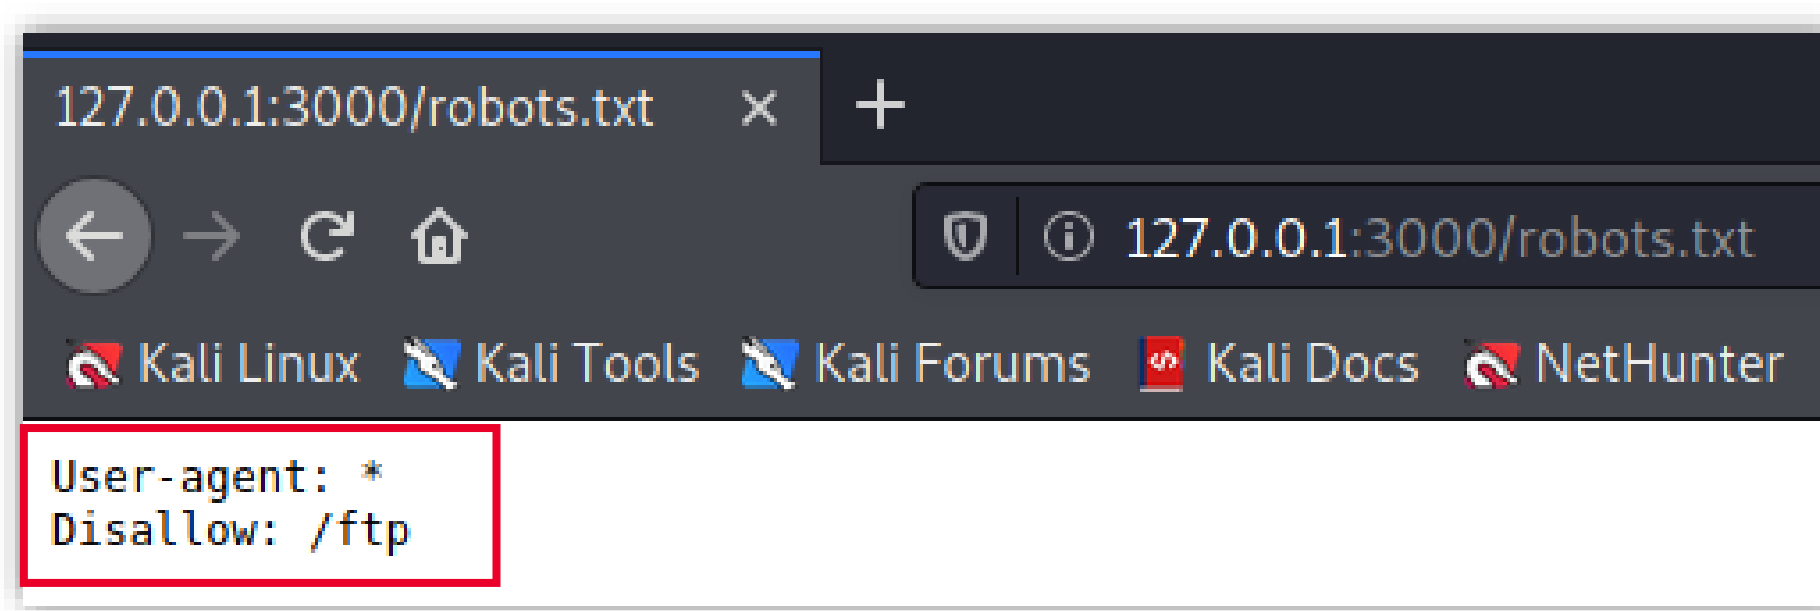 127.0.0.1:3000/robots.txt
127.0.0.1:3000/robots.txt
Kali Linux Kali Tools Kali Forums Kali Docs NetHunter
User-agent: *
Disallow: /ftp